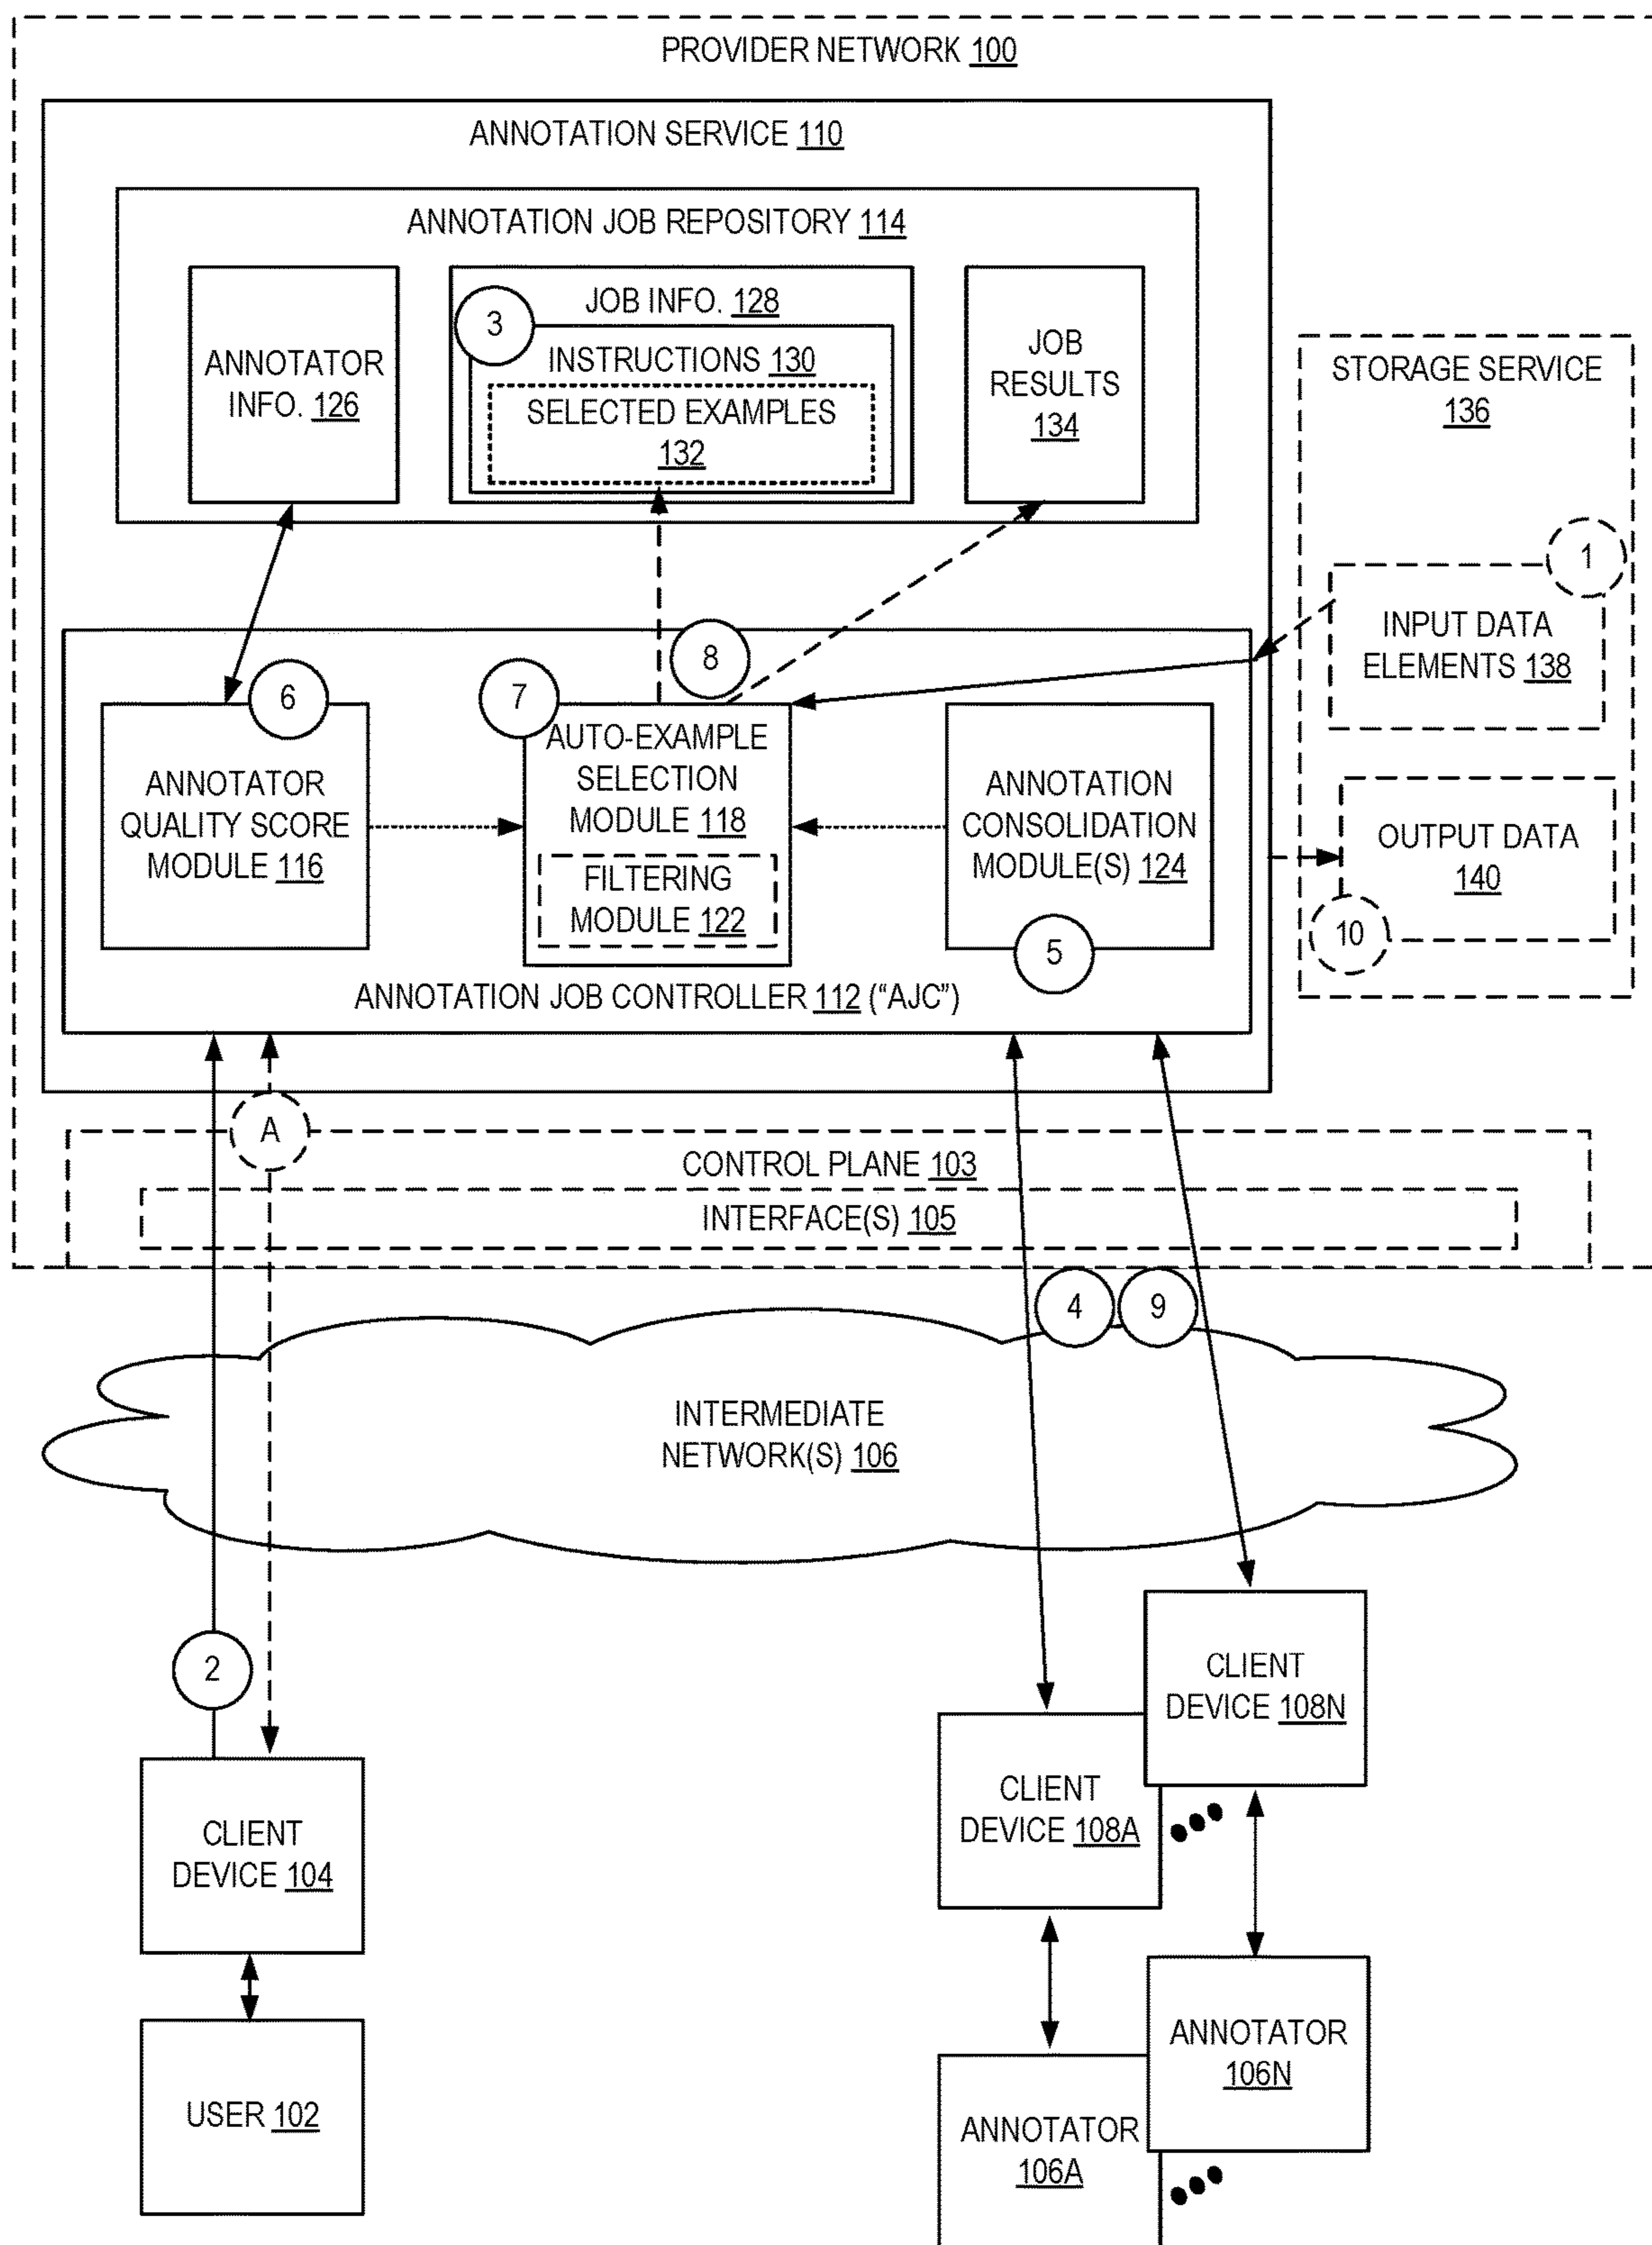 PROVIDER NETWORK 100
ANNOTATION SERVICE 110
ANNOTATION JOB REPOSITORY 114
ANNOTATOR
INFO. 126
3
JOB INFO. 128
INSTRUCTIONS 130
SELECTED EXAMPLES
132
JOB
RESULTS
134
STORAGE SERVICE
136
1
INPUT DATA
ELEMENTS 138
OUTPUT DATA
140
10
6
ANNOTATOR
QUALITY SCORE
MODULE 116
7
8
AUTO-EXAMPLE
SELECTION
MODULE 118
FILTERING
MODULE 122
ANNOTATION
CONSOLIDATION
MODULE(S) 124
5
ANNOTATION JOB CONTROLLER 112 (“AJC”)
A
CONTROL PLANE 103
INTERFACE(S) 105
4
9
INTERMEDIATE
NETWORK(S) 106
2
CLIENT
DEVICE 104
USER 102
CLIENT
DEVICE 108N
CLIENT
DEVICE 108A
ANNOTATOR
106N
ANNOTATOR
106A